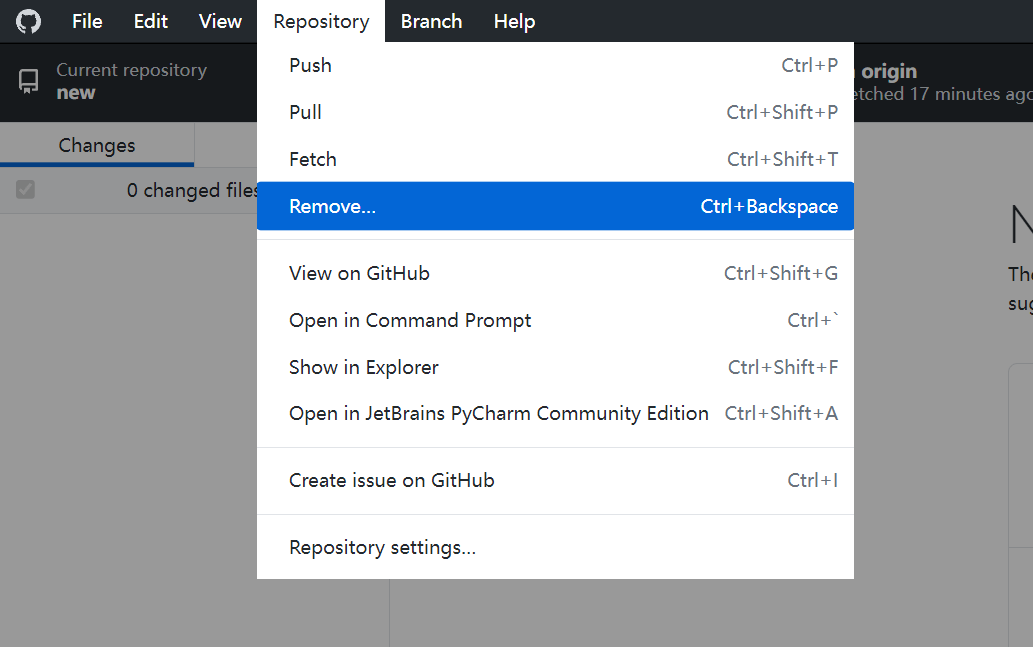 File Edit View Repository Branch Help
Current repository
new
origin
fetched 17 minutes ago
Changes
0 changed files
Push Ctrl+P
Pull Ctrl+Shift+P
Fetch Ctrl+Shift+T
Remove... Ctrl+Backspace
View on GitHub Ctrl+Shift+G
Open in Command Prompt Ctrl+`
Show in Explorer Ctrl+Shift+F
Open in JetBrains PyCharm Community Edition Ctrl+Shift+A
Create issue on GitHub Ctrl+I
Repository settings...